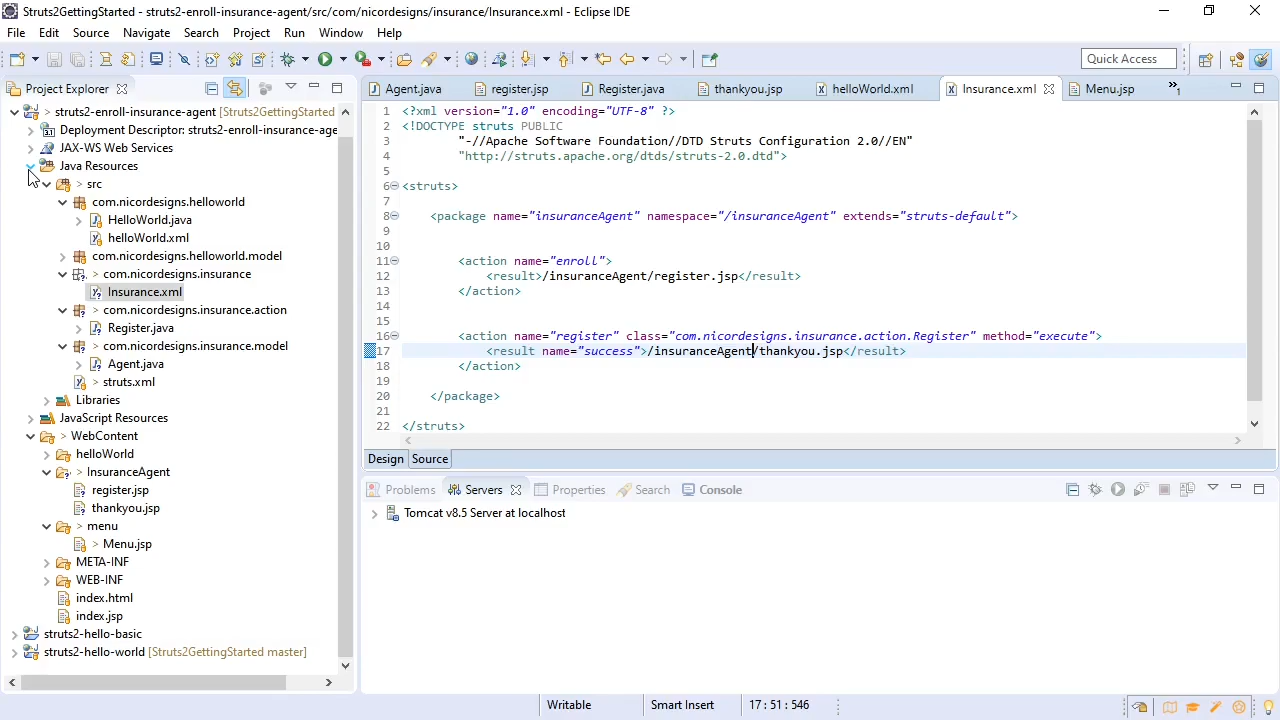 Struts2GettingStarted - struts2-enroll-insurance-agent/src/com/nicordesigns/insurance/Insurance.xml - Eclipse IDE
File Edit Source Navigate Search Project Run Window Help
Quick Access
Project Explorer
struts2-enroll-insurance-agent [Struts2GettingStarted
Deployment Descriptor: struts2-enroll-insurance-age
JAX-WS Web Services
Java Resources
> src
com.nicordesigns.helloworld
HelloWorld.java
helloWorld.xml
com.nicordesigns.helloworld.model
> com.nicordesigns.insurance
Insurance.xml
> com.nicordesigns.insurance.action
Register.java
> com.nicordesigns.insurance.model
Agent.java
> struts.xml
Libraries
JavaScript Resources
> WebContent
helloWorld
> InsuranceAgent
register.jsp
thankyou.jsp
> menu
> Menu.jsp
META-INF
WEB-INF
index.html
index.jsp
struts2-hello-basic
struts2-hello-world [Struts2GettingStarted master]
Agent.java register.jsp Register.java thankyou.jsp helloWorld.xml Insurance.xml Menu.jsp »1
1 <?xml version="1.0" encoding="UTF-8" ?>
2 <!DOCTYPE struts PUBLIC
3 "-//Apache Software Foundation//DTD Struts Configuration 2.0//EN"
4 "http://struts.apache.org/dtds/struts-2.0.dtd">
5
6 <struts>
7
8 <package name="insuranceAgent" namespace="/insuranceAgent" extends="struts-default">
9
10
11 <action name="enroll">
12 <result>/insuranceAgent/register.jsp</result>
13 </action>
14
15
16 <action name="register" class="com.nicordesigns.insurance.action.Register" method="execute">
17 <result name="success">/insuranceAgent/thankyou.jsp</result>
18 </action>
19
20 </package>
21
22 </struts>
Design Source
Problems Servers Properties Search Console
Tomcat v8.5 Server at localhost
Writable Smart Insert 17 : 51 : 546